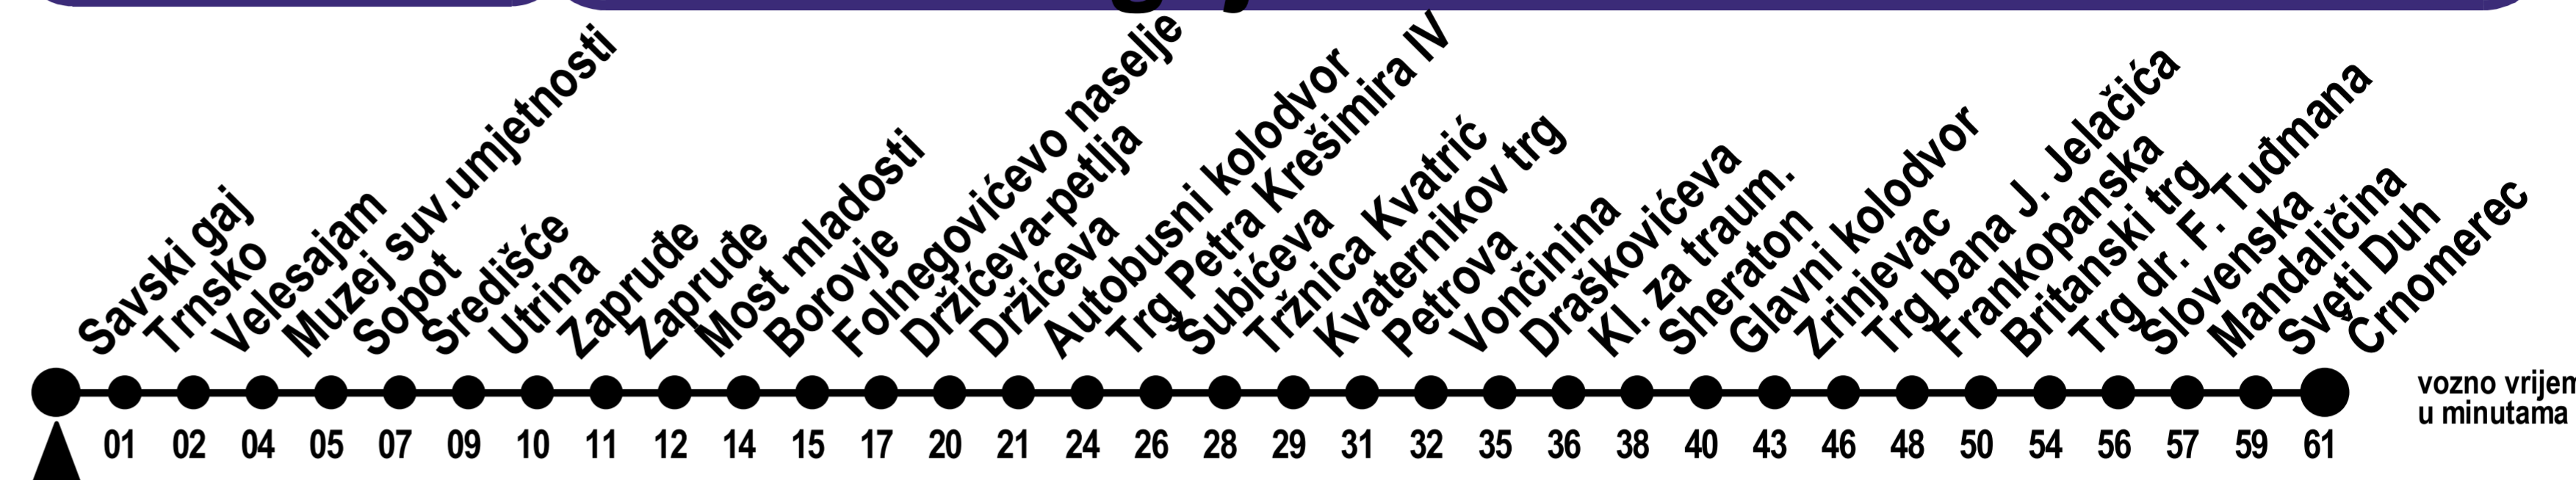 Savski gaj
Trnsko
Velesajam
Muzej suv.umjetnosti
Sopot
Središće
Utrina
Zapruđe
Zapruđe
Most mladosti
Borovje
Folnegovićevo naselje
Držićeva-petlja
Držićeva
Autobusni kolodvor
Trg Petra Krešimira IV
Šubićeva
Tržnica Kvatrić
Kvaternikov trg
Petrova
Vončinina
Draškovićeva
Kl. za traum.
Sheraton
Glavni kolodvor
Zrinjevac
Trg bana J. Jelačića
Frankopanska
Britanski trg
Trg dr. F. Tuđmana
Slovenska
Mandaličina
Sveti Duh
Črnomerec
01 02 04 05 07 09 10 11 12 14 15 17 20 21 24 26 28 29 31 32 35 36 38 40 43 46 48 50 54 56 57 59 61
vozno vrijem
u minutama